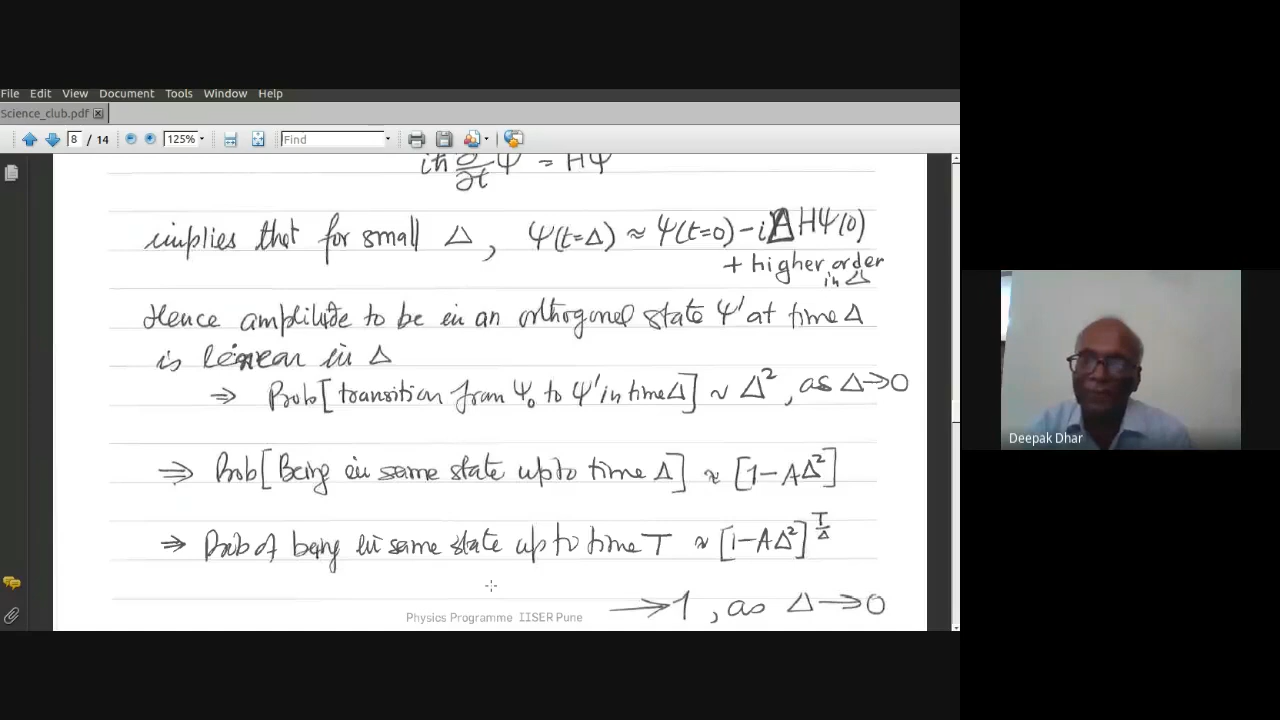 File Edit View Document Tools Window Help
Science_club.pdf
8 / 14 125% Find
iħ ∂/∂t Ψ = HΨ
implies that for small Δ, Ψ(t=Δ) ≈ Ψ(t=0) - iΔHΨ(0)
+ higher order
in Δ
Hence amplitude to be in an orthogonal state Ψ' at time Δ
is linear in Δ
⇒ Prob[transition from Ψ₀ to Ψ' in time Δ] ~ Δ², as Δ→0
⇒ Prob[Being in same state upto time Δ] ≈ [1-AΔ²]
⇒ Prob of being in same state upto time T ≈ [1-AΔ²]^(T/Δ)
→1, as Δ→0
Physics Programme IISER Pune
Deepak Dhar